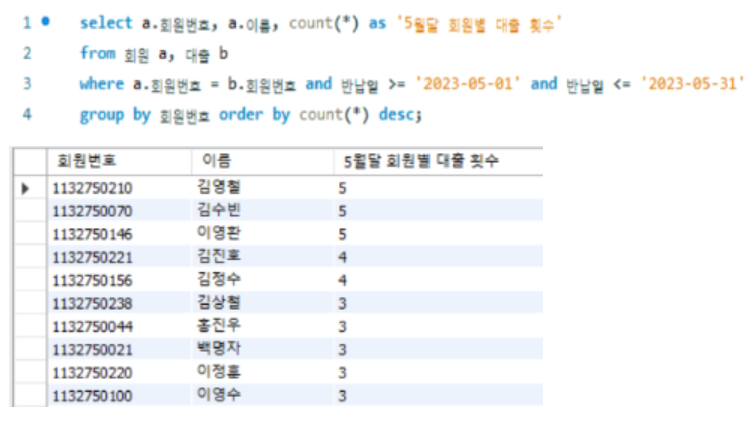 1 select a.회원번호, a.이름, count(*) as '5월달 회원별 대출 횟수'
2 from 회원 a, 대출 b
3 where a.회원번호 = b.회원번호 and 반납일 >= '2023-05-01' and 반납일 <= '2023-05-31'
4 group by 회원번호 order by count(*) desc;
회원번호 이름 5월달 회원별 대출 횟수
1132750210 김영철 5
1132750070 김수빈 5
1132750146 이영환 5
1132750221 김진호 4
1132750156 김정수 4
1132750238 김상철 3
1132750044 홍진우 3
1132750021 백명자 3
1132750220 이정훈 3
1132750100 이영수 3